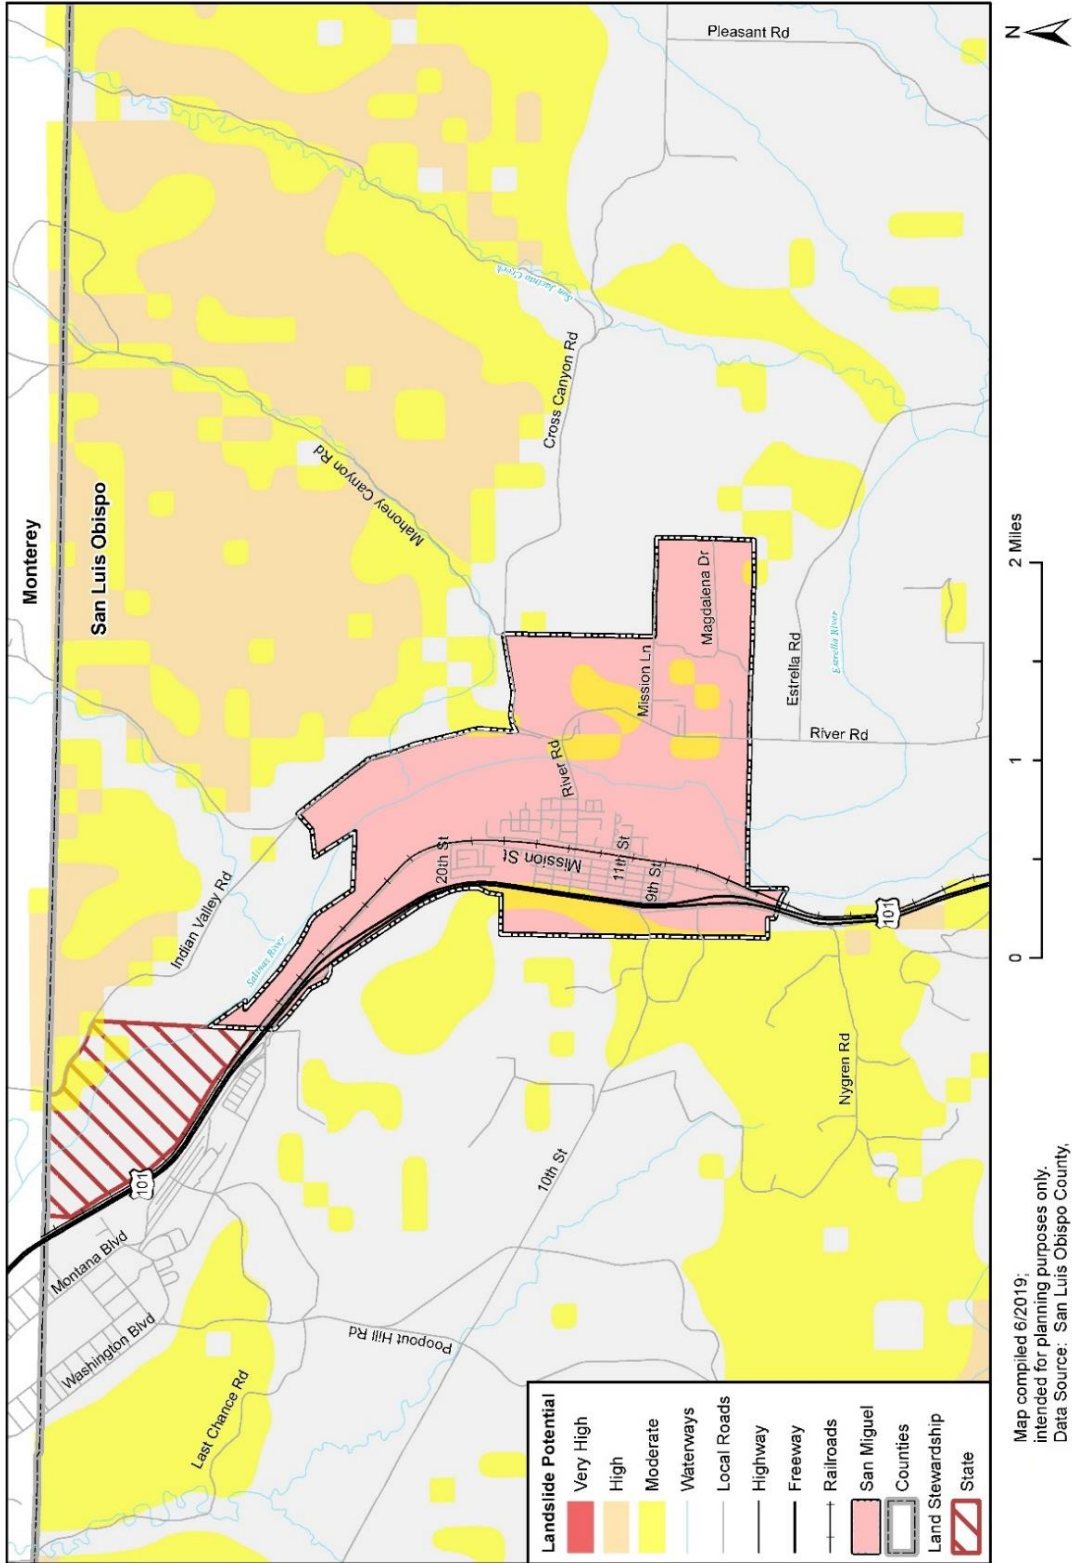 Monterey
San Luis Obispo
Pleasant Rd
San Jacinto Creek
Cross Canyon Rd
Mahoney Canyon Rd
Indian Valley Rd
Salinas River
101
Montana Blvd
Washington Blvd
Last Chance Rd
Poopout Hill Rd
10th St
20th St
Mission St
River Rd
11th St
9th St
Mission Ln
Magdalena Dr
Estrella Rd
Estrella River
River Rd
101
Nygren Rd
Landslide Potential
Very High
High
Moderate
Waterways
Local Roads
Highway
Freeway
Railroads
San Miguel
Counties
Land Stewardship
State
N
0 1 2 Miles
Map compiled 6/2019;
intended for planning purposes only.
Data Source: San Luis Obispo County,